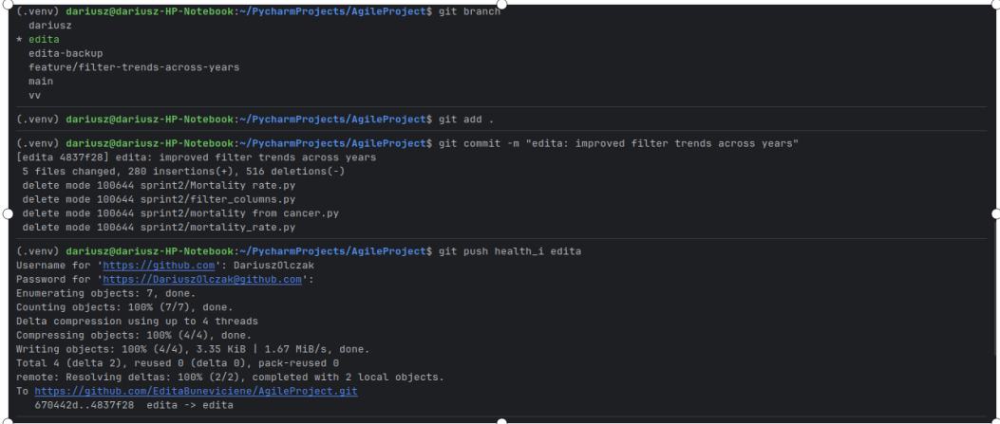 (.venv) dariusz@dariusz-HP-Notebook:~/PycharmProjects/AgileProject$ git branch
  dariusz
* edita
  edita-backup
  feature/filter-trends-across-years
  main
  vv
(.venv) dariusz@dariusz-HP-Notebook:~/PycharmProjects/AgileProject$ git add .
(.venv) dariusz@dariusz-HP-Notebook:~/PycharmProjects/AgileProject$ git commit -m "edita: improved filter trends across years"
[edita 4837f28] edita: improved filter trends across years
 5 files changed, 280 insertions(+), 516 deletions(-)
 delete mode 100644 sprint2/Mortality rate.py
 delete mode 100644 sprint2/filter_columns.py
 delete mode 100644 sprint2/mortality from cancer.py
 delete mode 100644 sprint2/mortality_rate.py
(.venv) dariusz@dariusz-HP-Notebook:~/PycharmProjects/AgileProject$ git push health_i edita
Username for 'https://github.com': DariuszOlczak
Password for 'https://DariuszOlczak@github.com':
Enumerating objects: 7, done.
Counting objects: 100% (7/7), done.
Delta compression using up to 4 threads
Compressing objects: 100% (4/4), done.
Writing objects: 100% (4/4), 3.35 KiB | 1.67 MiB/s, done.
Total 4 (delta 2), reused 0 (delta 0), pack-reused 0
remote: Resolving deltas: 100% (2/2), completed with 2 local objects.
To https://github.com/EditaBuneviciene/AgileProject.git
   670442d..4837f28  edita -> edita